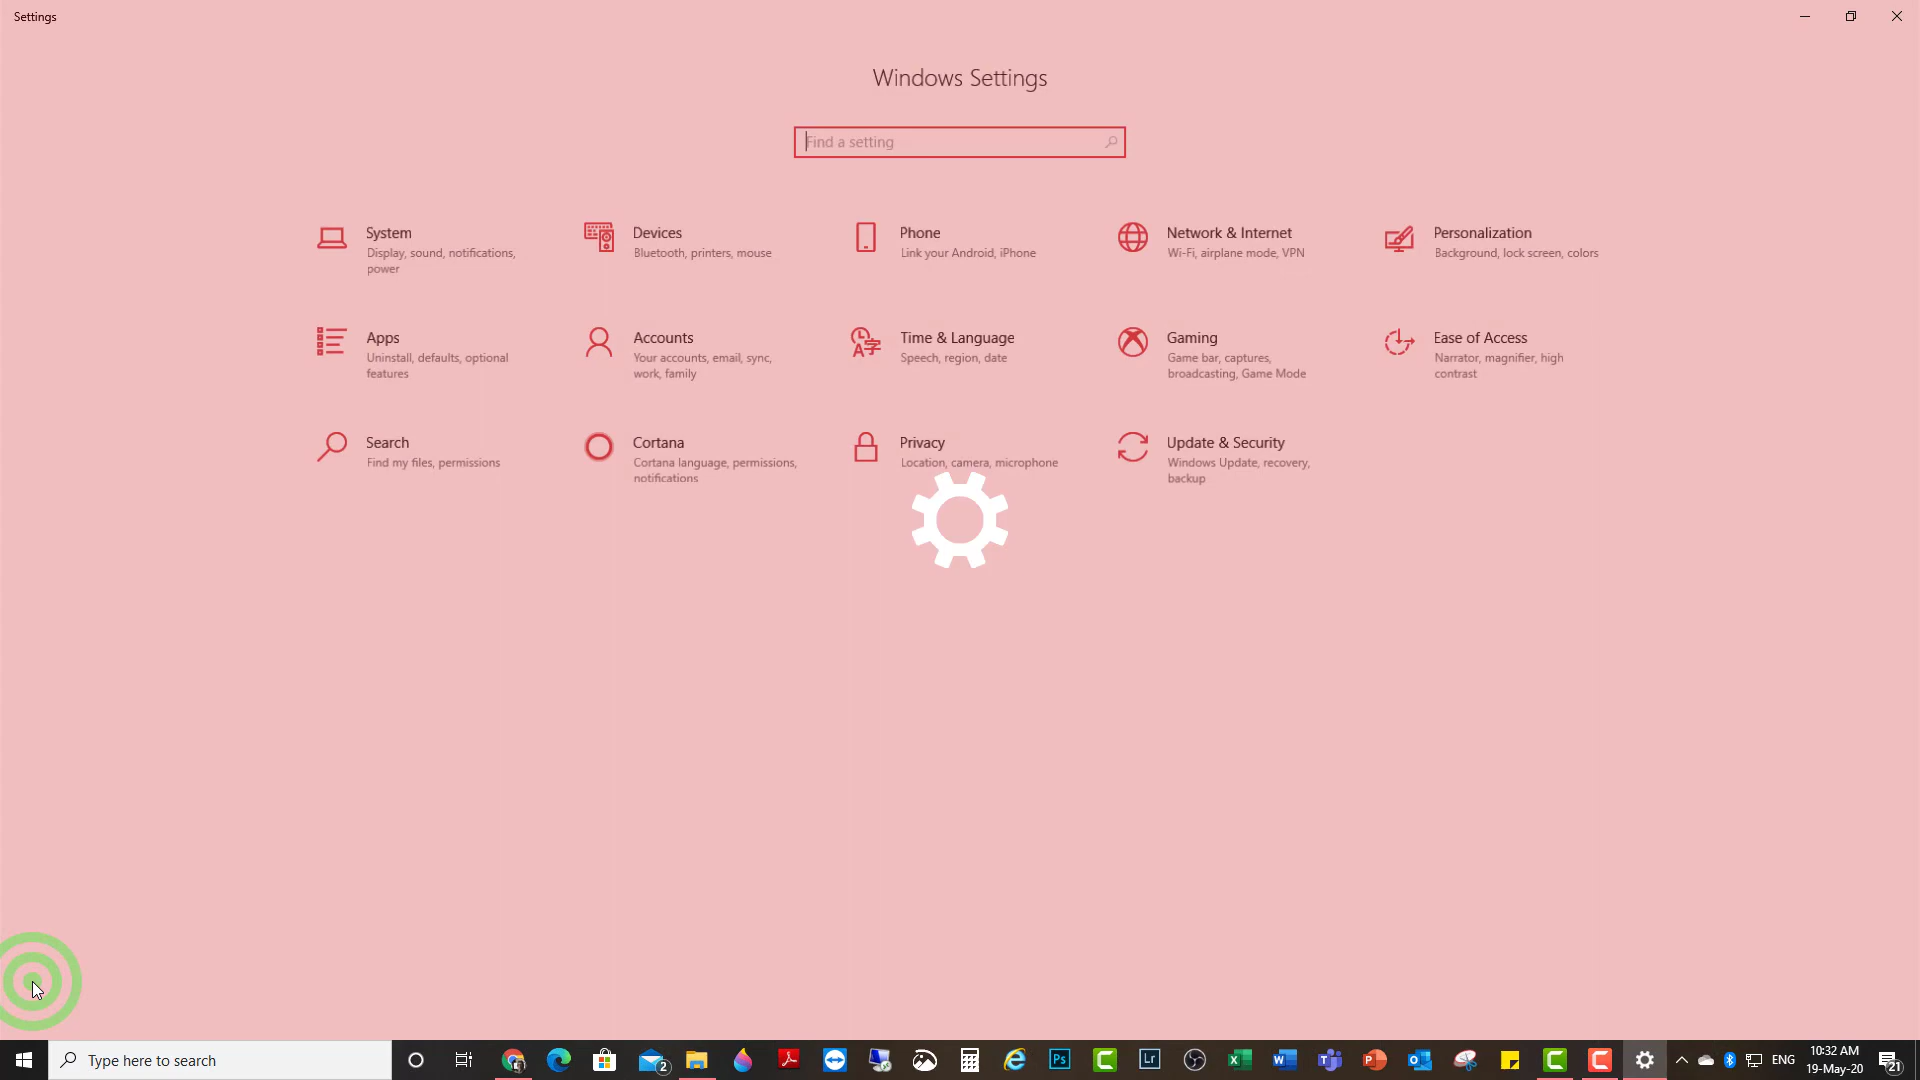 Settings
Windows Settings
Find a setting
System
Display, sound, notifications,
power
Devices
Bluetooth, printers, mouse
Phone
Link your Android, iPhone
Network & Internet
Wi-Fi, airplane mode, VPN
Personalization
Background, lock screen, colors
Apps
Uninstall, defaults, optional
features
Accounts
Your accounts, email, sync,
work, family
Time & Language
Speech, region, date
Gaming
Game bar, captures,
broadcasting, Game Mode
Ease of Access
Narrator, magnifier, high
contrast
Search
Find my files, permissions
Cortana
Cortana language, permissions,
notifications
Privacy
Location, camera, microphone
Update & Security
Windows Update, recovery,
backup
Type here to search
2
Ps
Lr
ENG
10:32 AM
19-May-20
21